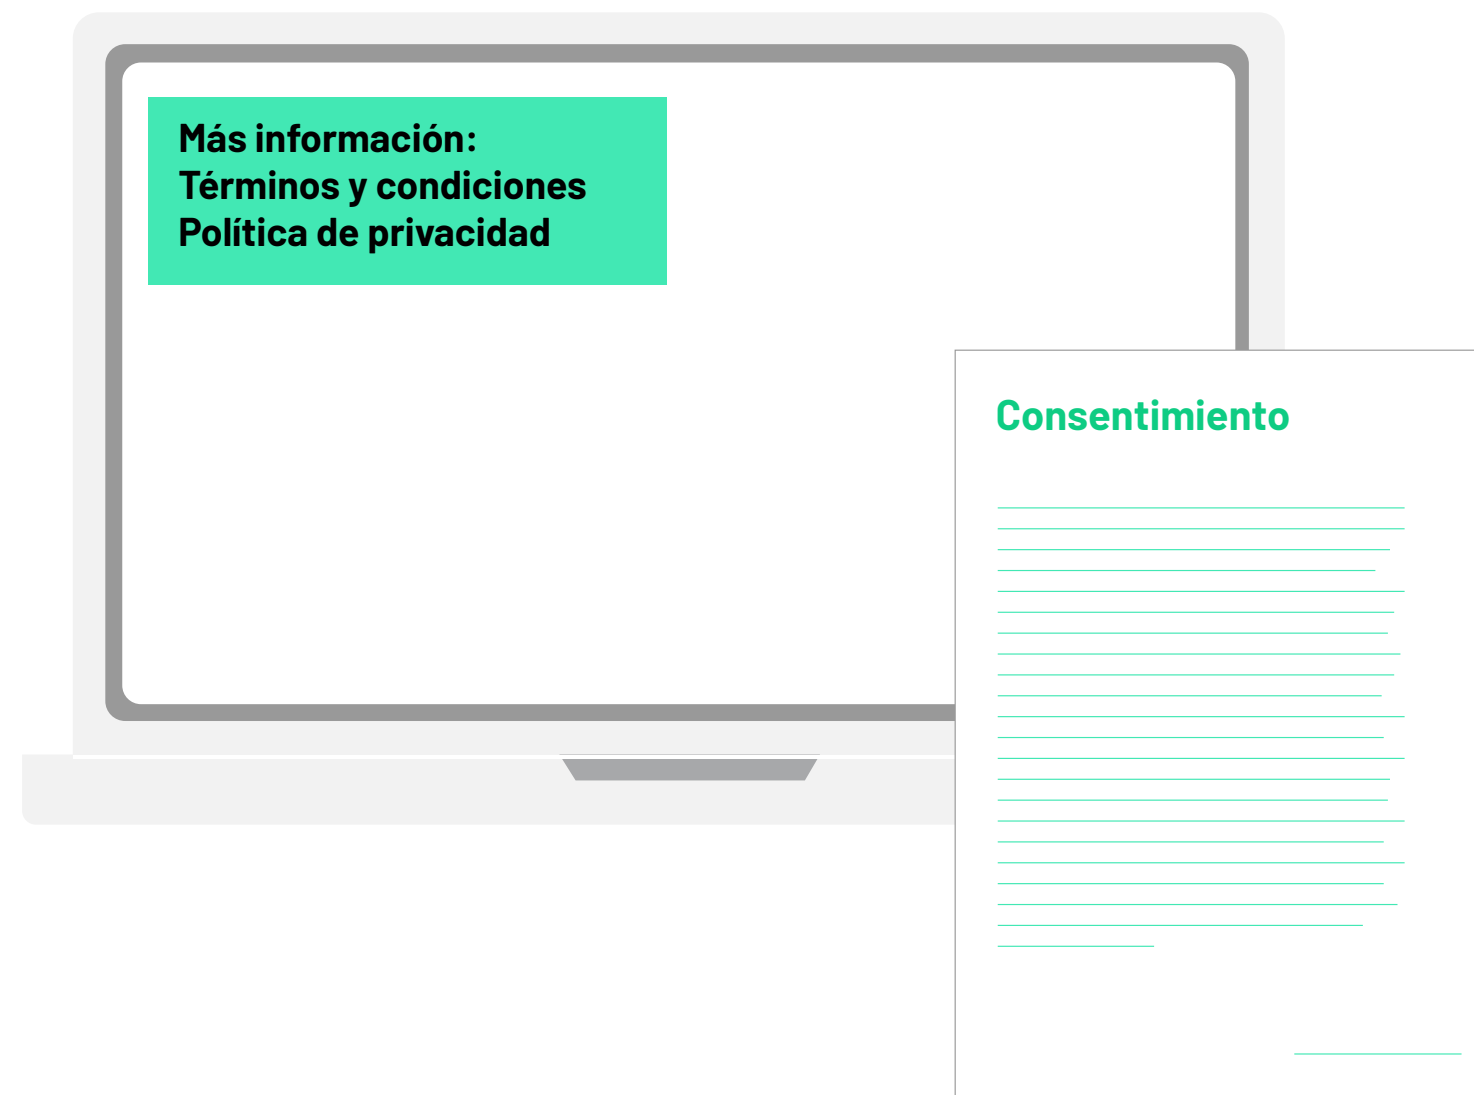 Más información:
Términos y condiciones
Política de privacidad
Consentimiento